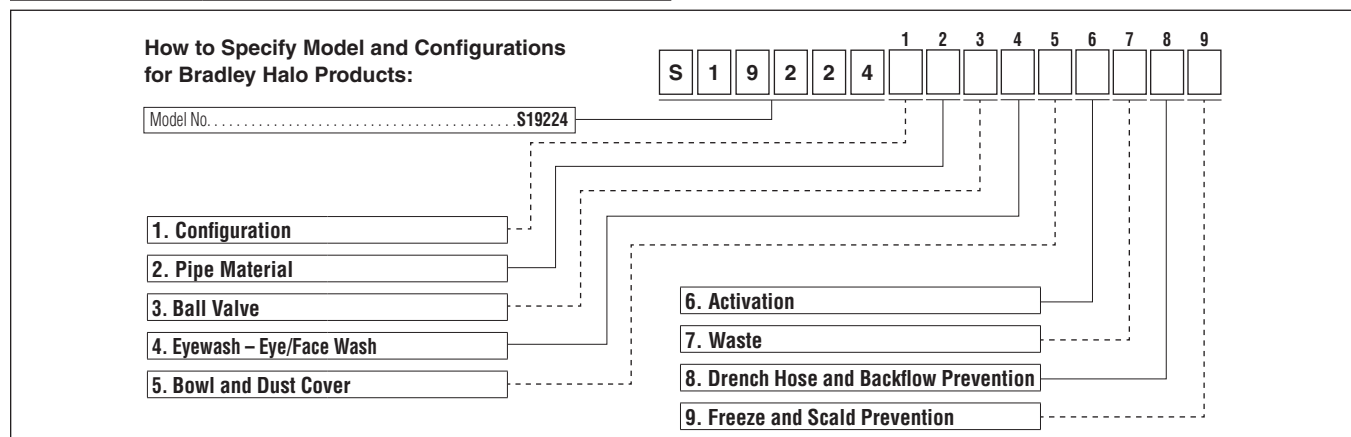 How to Specify Model and Configurations
for Bradley Halo Products:
1 2 3 4 5 6 7 8 9
S 1 9 2 2 4
Model No. . . . . . . . . . . . . . . . . . . . . . . . . . . . . . . . . . . . . . . . . .S19224
1. Configuration
2. Pipe Material
3. Ball Valve
4. Eyewash – Eye/Face Wash
5. Bowl and Dust Cover
6. Activation
7. Waste
8. Drench Hose and Backflow Prevention
9. Freeze and Scald Prevention